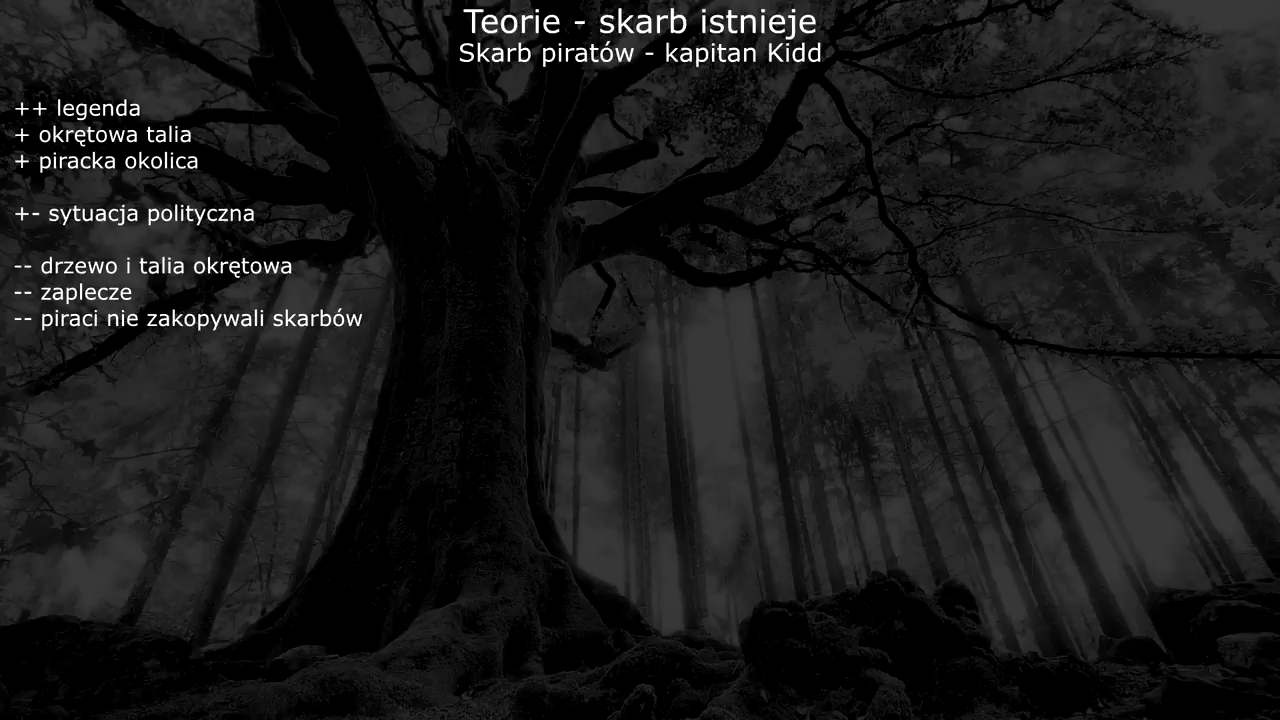 Teorie - skarb istnieje
Skarb piratów - kapitan Kidd
++ legenda
+ okrętowa talia
+ piracka okolica
+- sytuacja polityczna
-- drzewo i talia okrętowa
-- zaplecze
-- piraci nie zakopywali skarbów